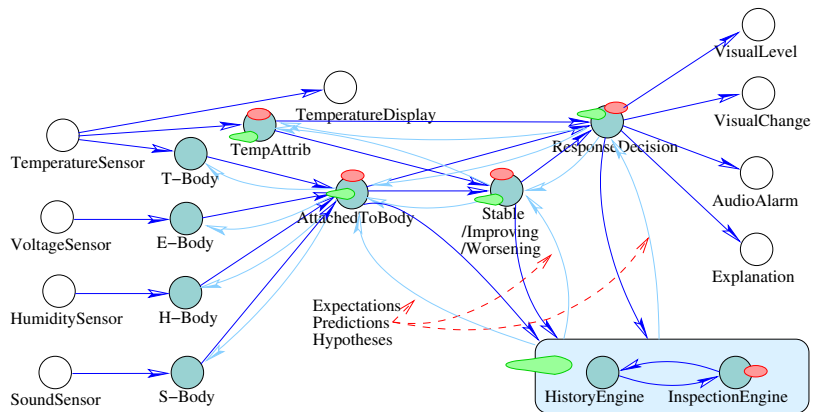 VisualLevel
TemperatureDisplay
VisualChange
TempAttrib
ResponseDecision
TemperatureSensor
T-Body
AudioAlarm
AttachedToBody
Stable
/Improving
/Worsening
E-Body
VoltageSensor
Explanation
Expectations
Predictions
Hypotheses
H-Body
HumiditySensor
HistoryEngine
InspectionEngine
S-Body
SoundSensor